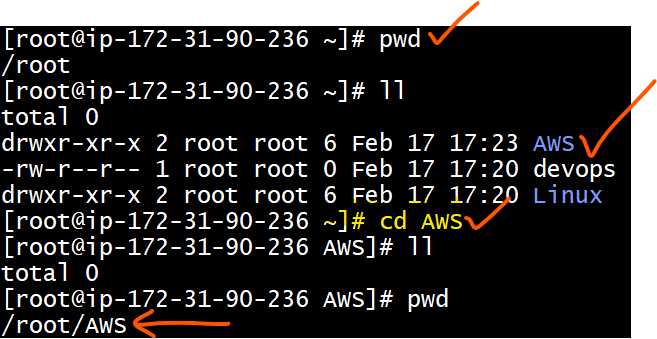 [root@ip-172-31-90-236 ~]# pwd
/root
[root@ip-172-31-90-236 ~]# ll
total 0
drwxr-xr-x 2 root root 6 Feb 17 17:23 AWS
-rw-r--r-- 1 root root 0 Feb 17 17:20 devops
drwxr-xr-x 2 root root 6 Feb 17 17:20 Linux
[root@ip-172-31-90-236 ~]# cd AWS
[root@ip-172-31-90-236 AWS]# ll
total 0
[root@ip-172-31-90-236 AWS]# pwd
/root/AWS